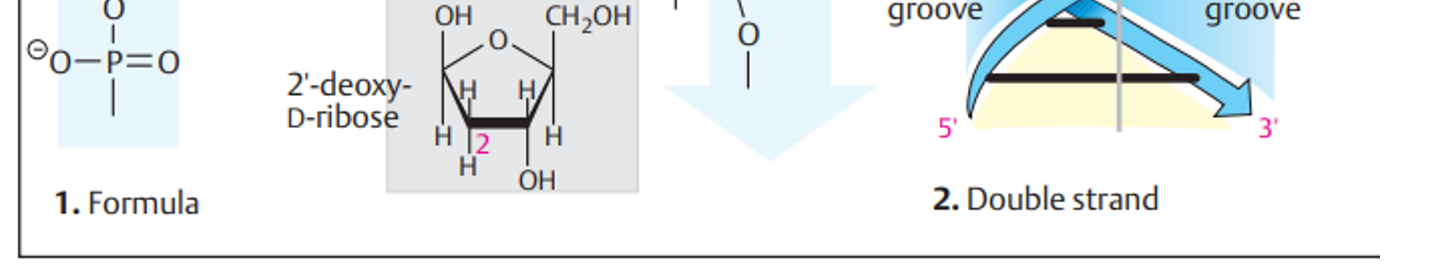 O
⊖O–P=O
OH
CH₂OH
O
H
H
H
2
H
H
OH
2'-deoxy-
D-ribose
O
groove
groove
5'
3'
1. Formula
2. Double strand